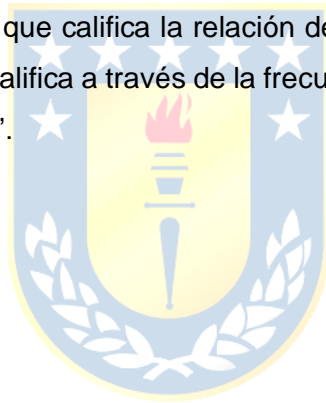 que califica la relación de
alifica a través de la frecu
”.